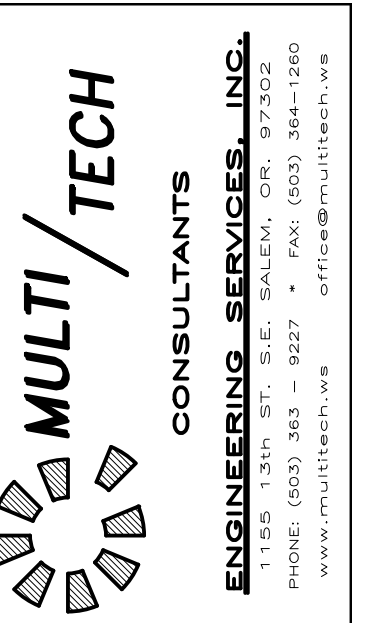 MULTI/TECH
CONSULTANTS
ENGINEERING SERVICES, INC.
1155 13th ST. S.E. SALEM, OR. 97302
PHONE: (503) 363 – 9227 * FAX: (503) 364–1260
www.multitech.ws office@multitech.ws